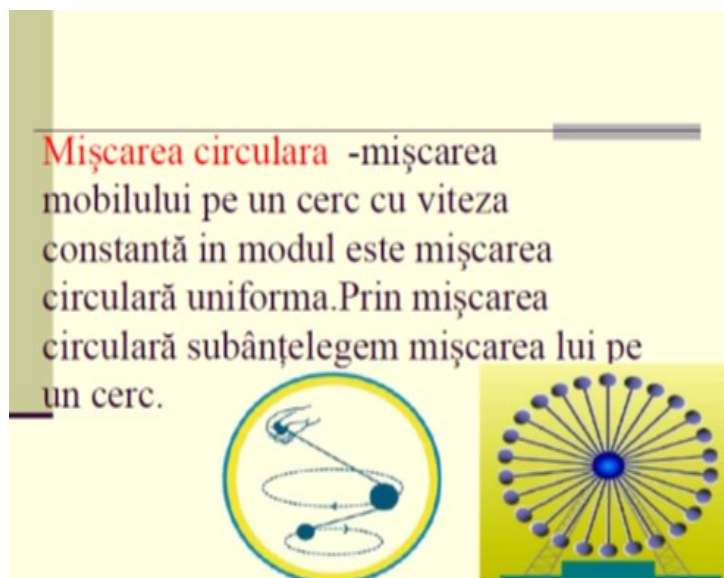 Mişcarea circulara -mişcarea
mobilului pe un cerc cu viteza
constantă in modul este mişcarea
circulară uniforma.Prin mişcarea
circulară subânţelegem mişcarea lui pe
un cerc.